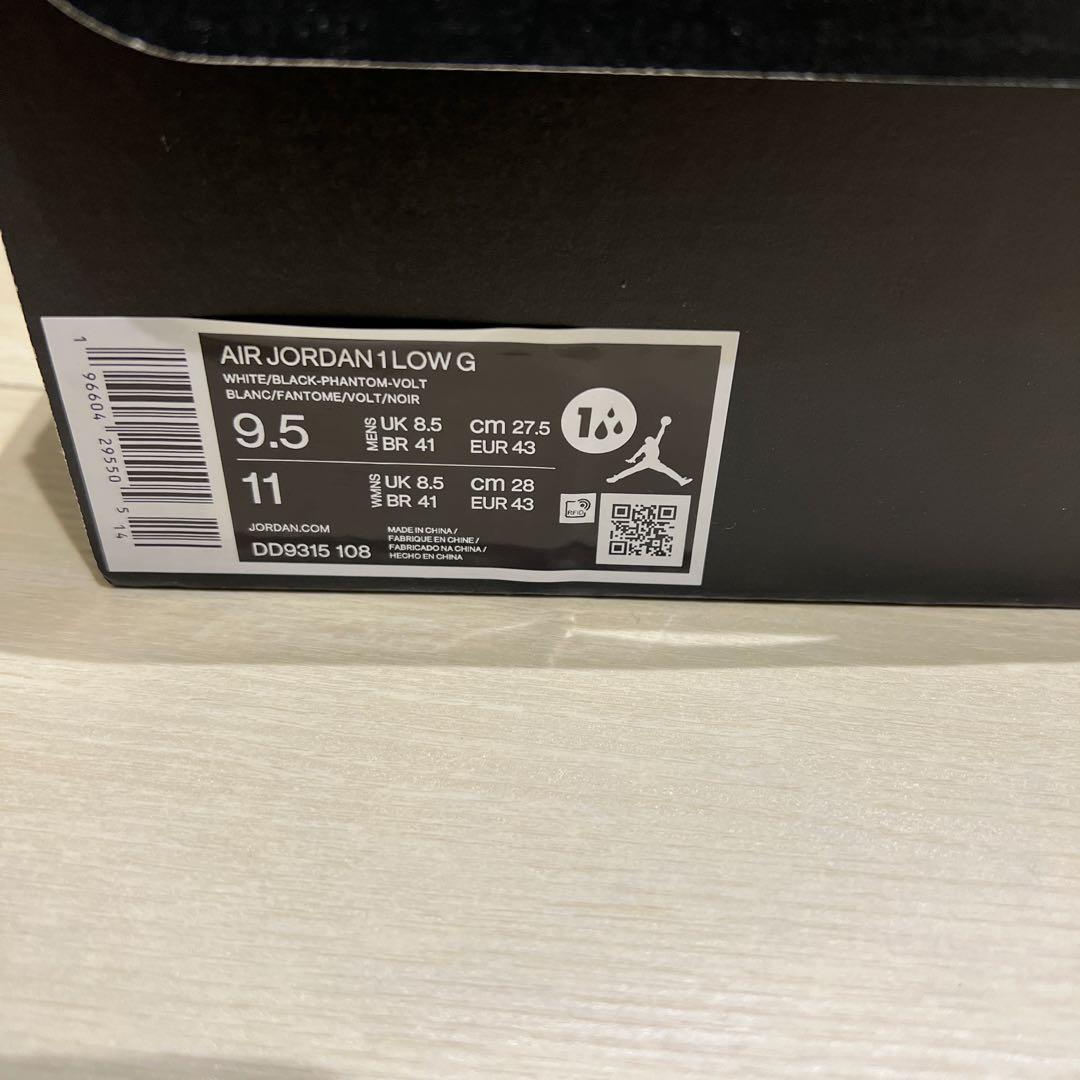 1 96604 29550 5 14
AIR JORDAN 1 LOW G
WHITE/BLACK-PHANTOM-VOLT
BLANC/FANTOME/VOLT/NOIR
9.5 MENS UK 8.5 cm 27.5
BR 41 EUR 43
11 WMNS UK 8.5 cm 28
BR 41 EUR 43
1
RFID
JORDAN.COM
DD9315 108
MADE IN CHINA /
FABRIQUE EN CHINE /
FABRICADO NA CHINA /
HECHO EN CHINA